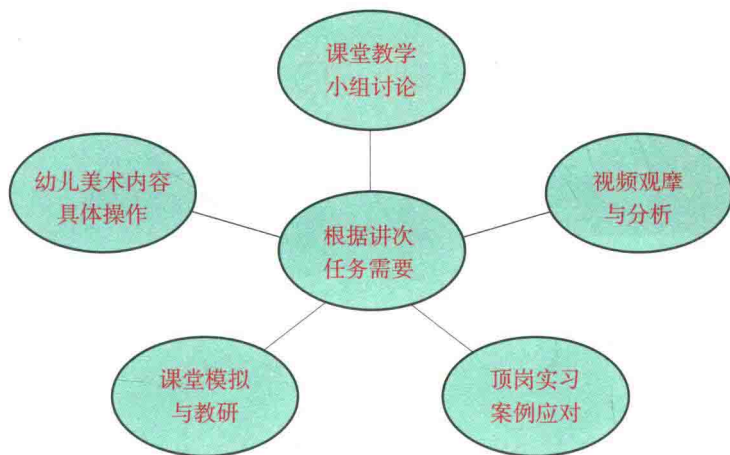 课堂教学
小组讨论
幼儿美术内容
具体操作
视频观摩
与分析
根据讲次
任务需要
课堂模拟
与教研
顶岗实习
案例应对